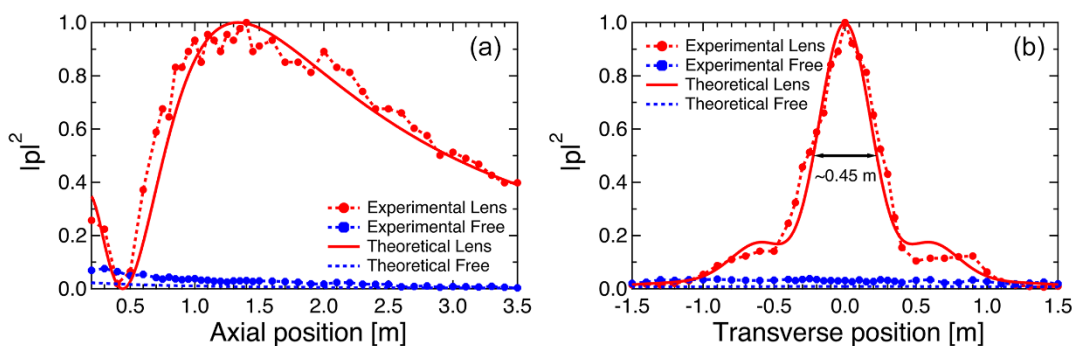 (a)
|p|²
1.0
0.8
0.6
0.4
0.2
0.0
Experimental Lens
Experimental Free
Theoretical Lens
Theoretical Free
0.5 1.0 1.5 2.0 2.5 3.0 3.5
Axial position [m]
(b)
|p|²
1.0
0.8
0.6
0.4
0.2
0.0
Experimental Lens
Experimental Free
Theoretical Lens
Theoretical Free
~0.45 m
-1.5 -1.0 -0.5 0.0 0.5 1.0 1.5
Transverse position [m]